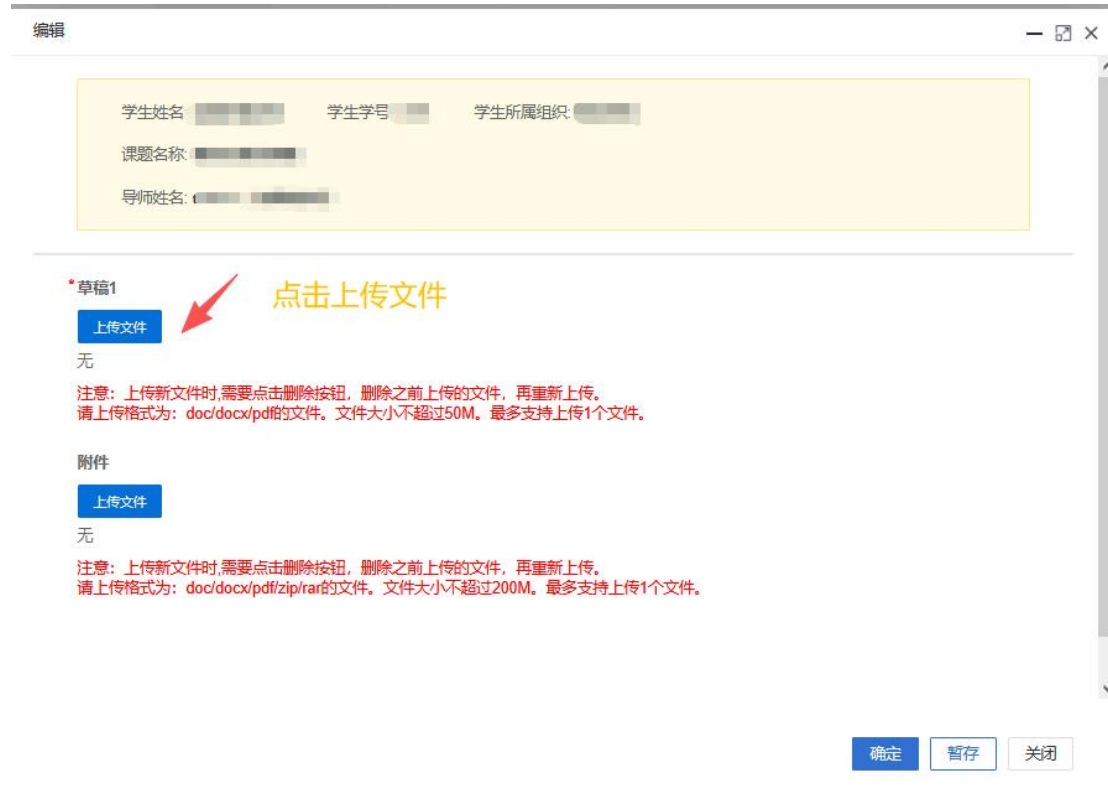 编辑
学生姓名: 学生学号 学生所属组织:
课题名称:
导师姓名:
*草稿1
点击上传文件
上传文件
无
注意：上传新文件时,需要点击删除按钮，删除之前上传的文件，再重新上传。
请上传格式为：doc/docx/pdf的文件。文件大小不超过50M。最多支持上传1个文件。
附件
上传文件
无
注意：上传新文件时,需要点击删除按钮，删除之前上传的文件，再重新上传。
请上传格式为：doc/docx/pdf/zip/rar的文件。文件大小不超过200M。最多支持上传1个文件。
确定 暂存 关闭